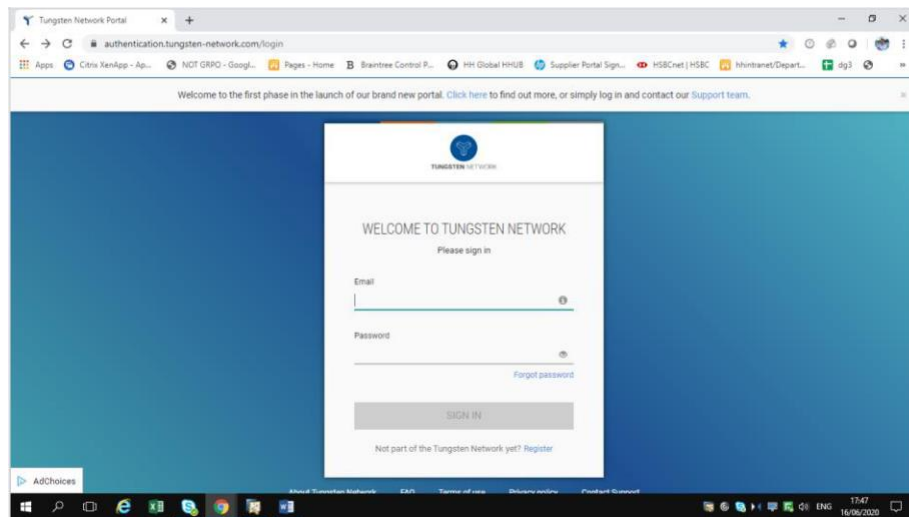 Tungsten Network Portal
authentication.tungsten-network.com/login
Apps Citrix XenApp - Ap... NOT GRPO - Googl... Pages - Home B Braintree Control P... HH Global HHUB Supplier Portal Sign... HSBCnet | HSBC hhintranet/Depart... dg3
Welcome to the first phase in the launch of our brand new portal. Click here to find out more, or simply log in and contact our Support team.
TUNGSTEN NETWORK
WELCOME TO TUNGSTEN NETWORK
Please sign in
Email
Password
Forgot password
SIGN IN
Not part of the Tungsten Network yet? Register
AdChoices
About Tungsten Network FAQ Terms of use Privacy policy Contact Support
ENG 17:47
16/06/2020